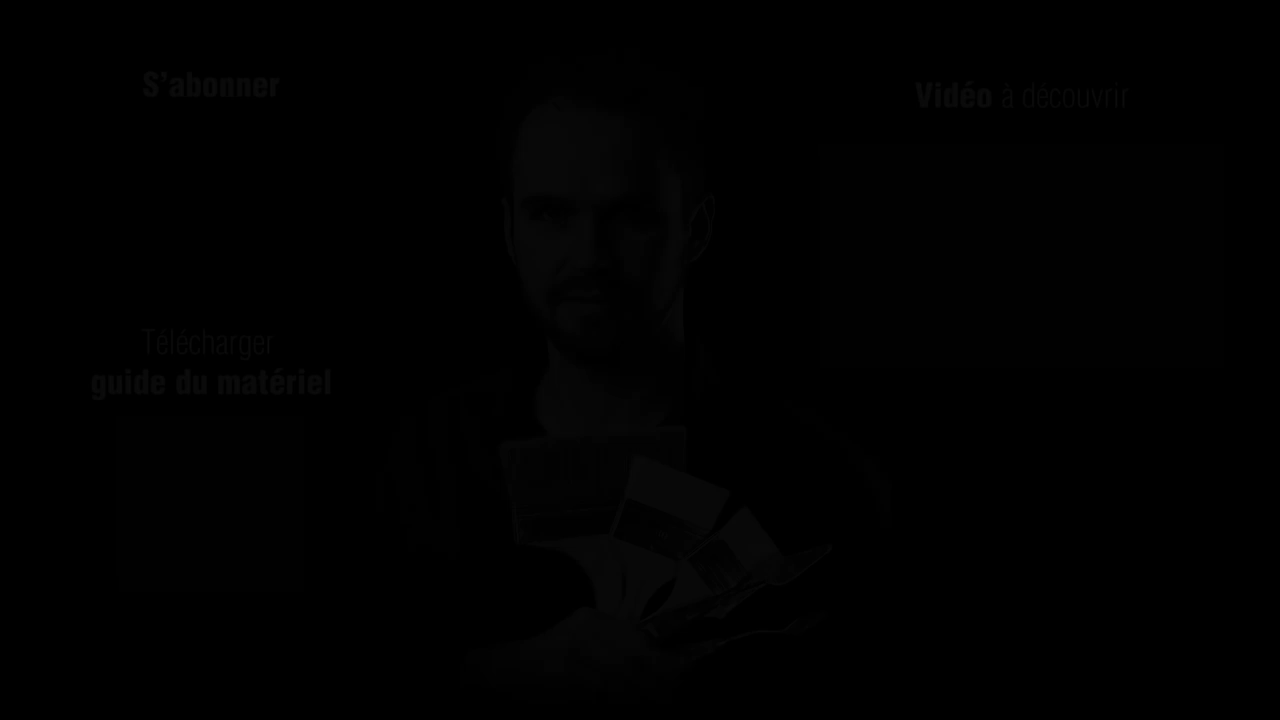 S’abonner
Vidéo à découvrir
Télécharger
guide du matériel